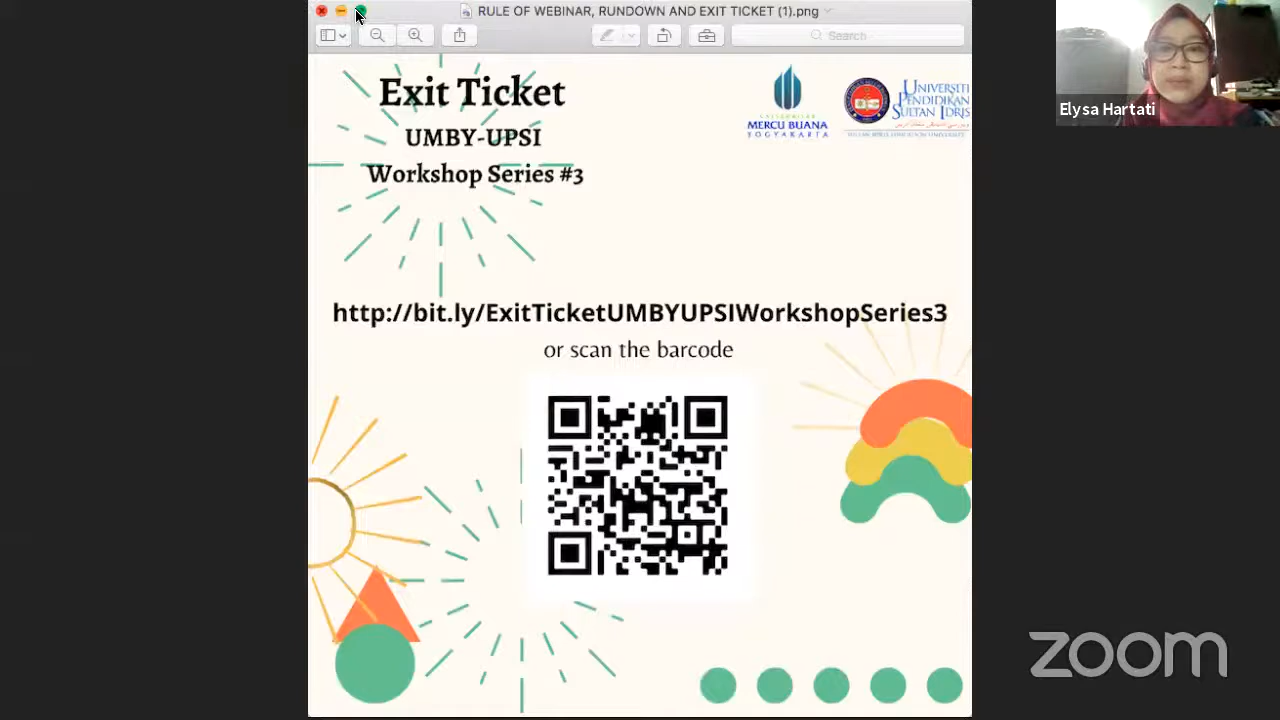 RULE OF WEBINAR, RUNDOWN AND EXIT TICKET (1).png
Search
Exit Ticket
UMBY-UPSI
Workshop Series #3
MERCU BUANA
YOGYAKARTA
UNIVERSITI
PENDIDIKAN
SULTAN IDRIS
Elysa Hartati
http://bit.ly/ExitTicketUMBYUPSIWorkshopSeries3
or scan the barcode
zoom